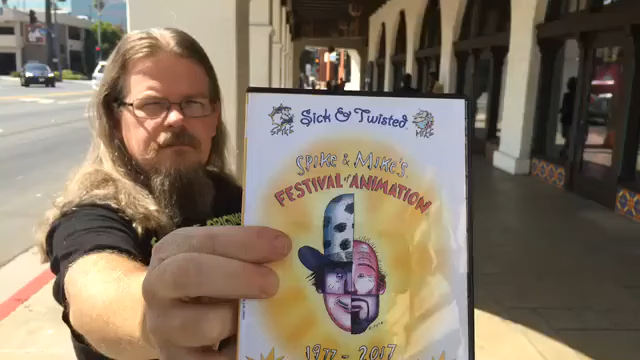 Sick & Twisted.
SPIKE
MIKE
SPIKE & MIKE'S
FESTIVAL of ANIMATION
1977 - 2017